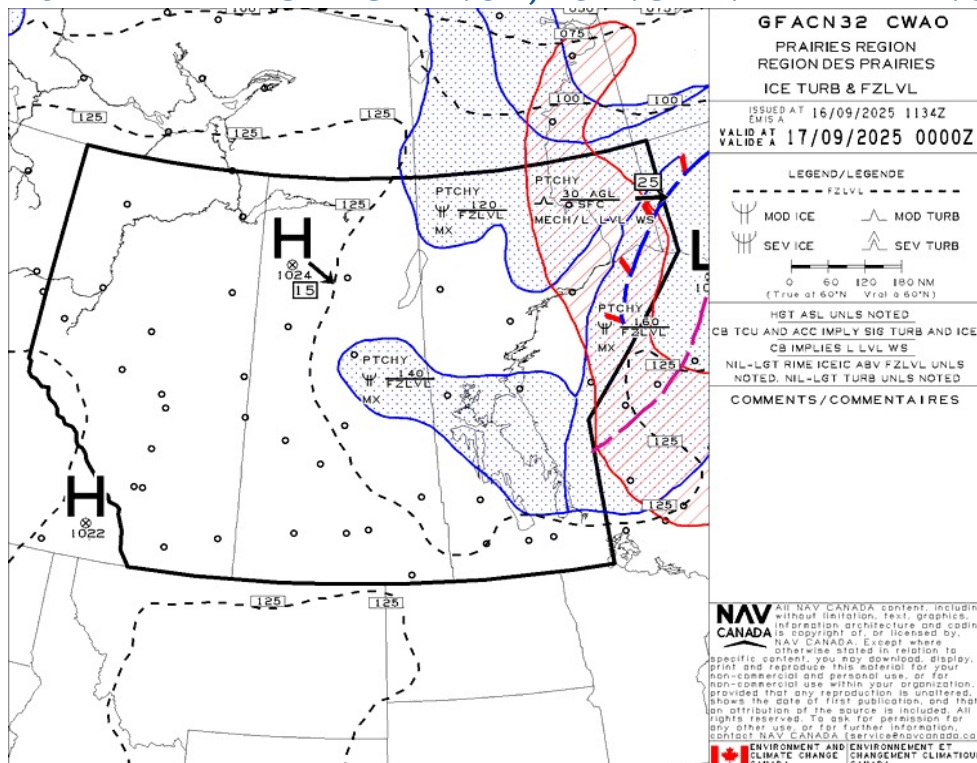 GFACN32 CWAO
PRAIRIES REGION
REGION DES PRAIRIES
ICE TURB & FZLVL
ISSUED AT
EMIS A
16/09/2025 1134Z
VALID AT
VALIDE A
17/09/2025 0000Z
LEGEND/LÉGENDE
FZLVL
MOD ICE
MOD TURB
SEV ICE
SEV TURB
0 60 120 180 NM
(True at 60°N Vrai à 60°N)
HGT ASL UNLS NOTED
CB TCU AND ACC IMPLY SIG TURB AND ICE
CB IMPLIES L LVL WS
NIL-LGT RIME ICEIC ABV FZLVL UNLS
NOTED. NIL-LGT TURB UNLS NOTED
COMMENTS/COMMENTAIRES
075
075
100
100
125
125
125
125
125
PTCHY
120
FZLVL
MX
PTCHY
30 AGL
SFC
MECH/L LVL WS
25
H
1024
15
L
PTCHY
160
FZLVL
MX
125
PTCHY
140
FZLVL
MX
125
125
H
1022
125
125
NAV
CANADA
All NAV CANADA content, includin
without limitation, text, graphics,
information architecture and codin
is copyright of, or licensed by,
NAV CANADA. Except where
otherwise stated in relation to
specific content, you may download, display,
print and reproduce this material for your
non-commercial and personal use, or for
non-commercial use within your organization,
provided that any reproduction is unaltered,
shows the date of first publication, and that
an attribution of the source is included. All
rights reserved. To ask for permission for
any other use, or for further information,
contact NAV CANADA (service@navcanada.ca
ENVIRONMENT AND
CLIMATE CHANGE
ENVIRONNEMENT ET
CHANGEMENT CLIMATIQU